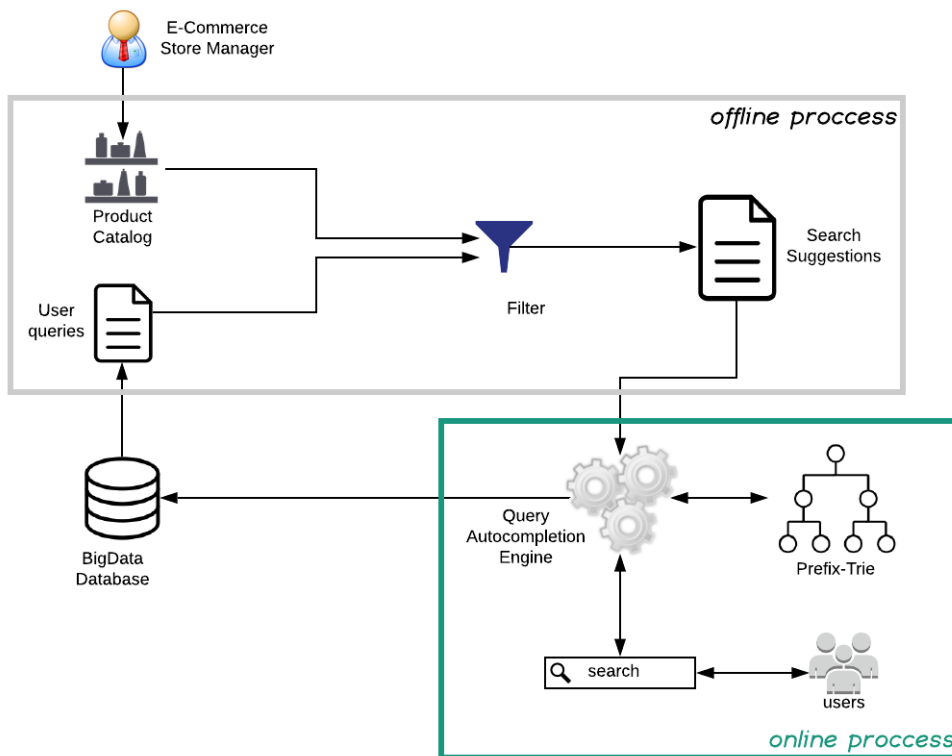 E-Commerce
Store Manager
offline proccess
Product
Catalog
Search
Suggestions
User
queries
Filter
Query
Autocompletion
Engine
BigData
Database
Prefix-Trie
search
users
online proccess